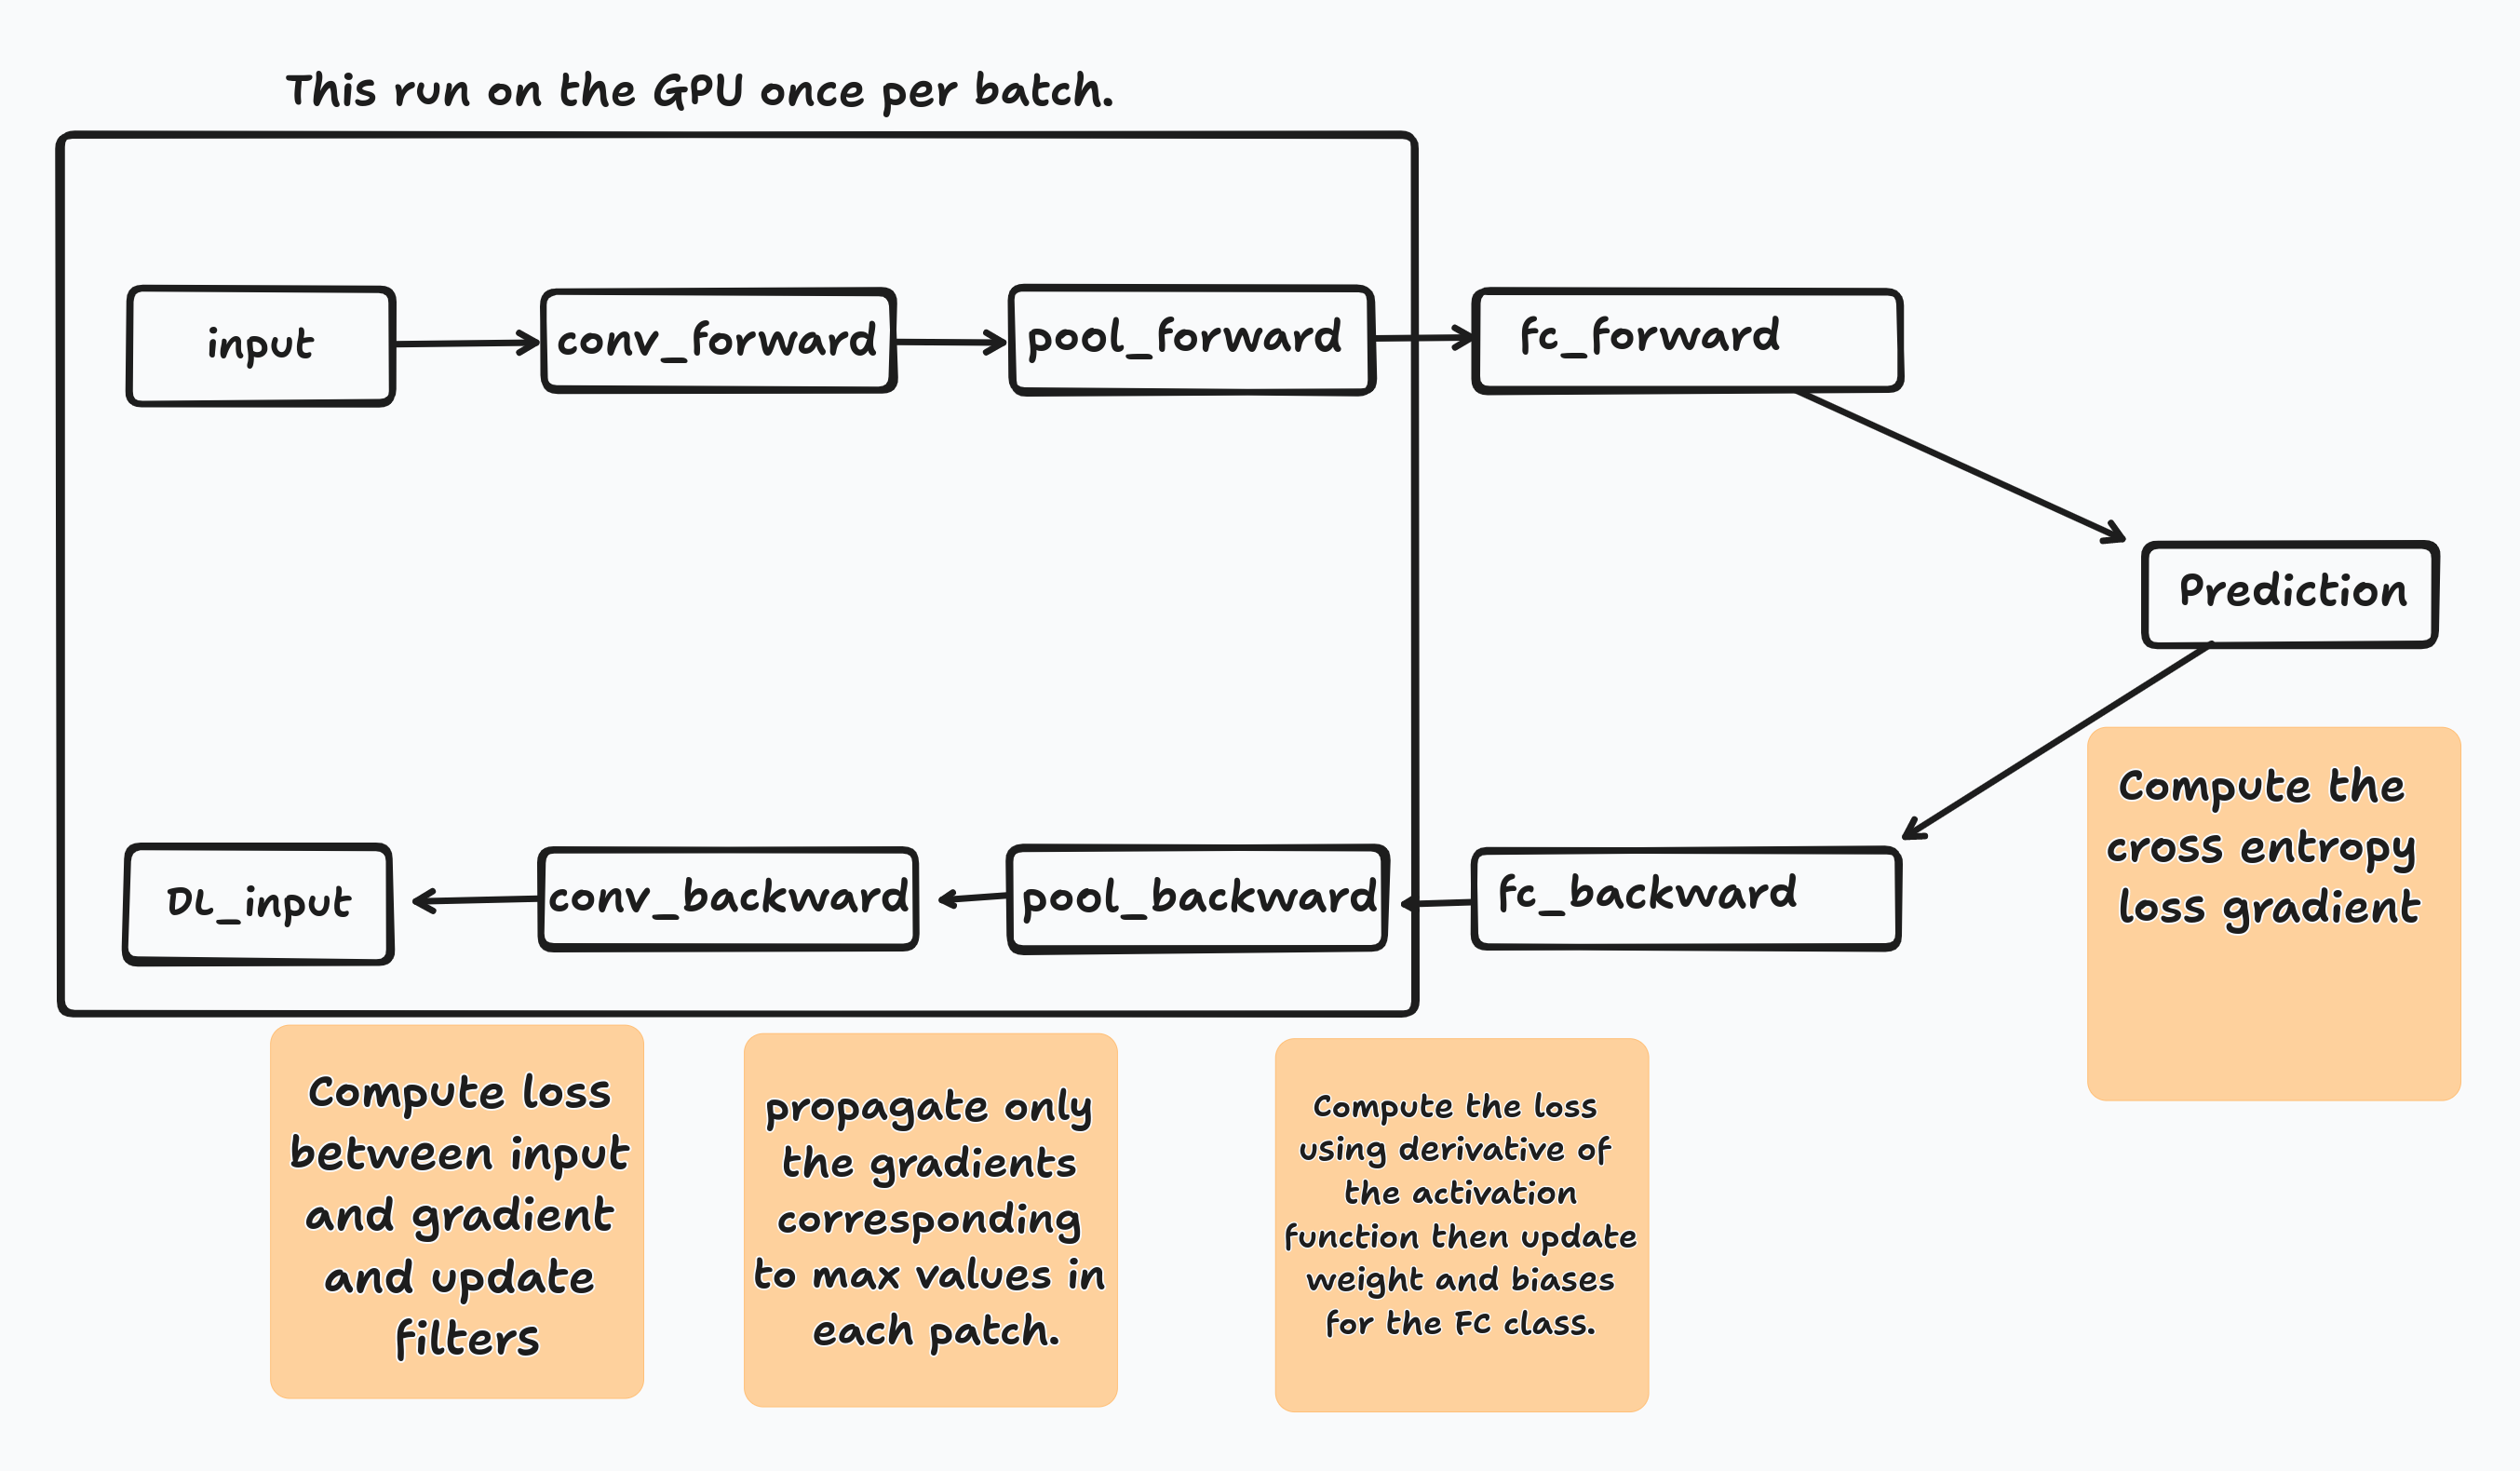 This run on the GPU once per batch.
input
conv_forward
pool_forward
fc_forward
Prediction
DL_input
conv_backward
pool_backward
fc_backward
Compute the
cross entropy
loss gradient
Compute loss
between input
and gradient
and update
filters
propagate only
the gradients
corresponding
to max values in
each patch.
Compute the loss
using derivative of
the activation
function then update
weight and biases
for the FC class.